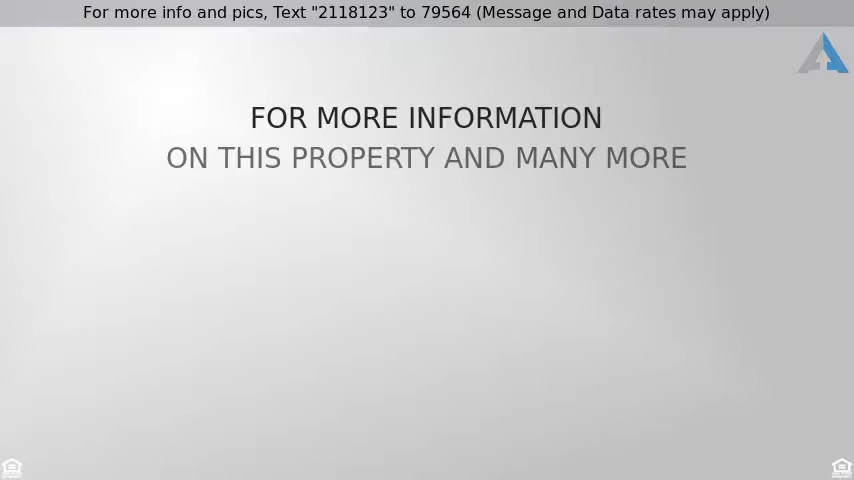 For more info and pics, Text "2118123" to 79564 (Message and Data rates may apply)
FOR MORE INFORMATION
ON THIS PROPERTY AND MANY MORE